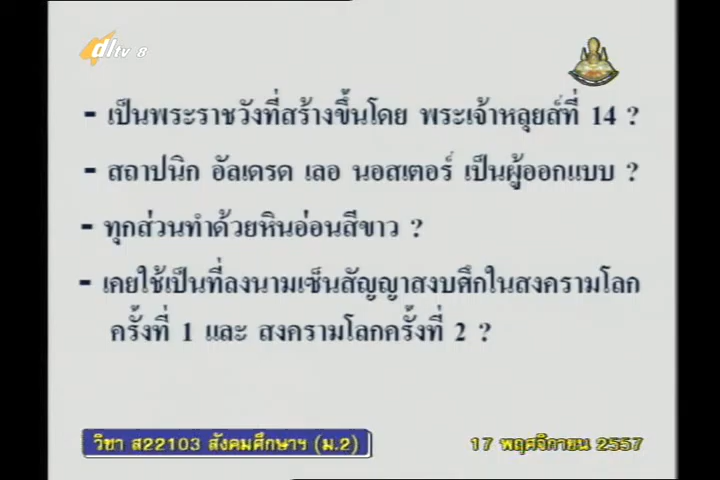 dltv 8
- เป็นพระราชวังที่สร้างขึ้นโดย พระเจ้าหลุยส์ที่ 14 ?
- สถาปนิก อัลเดรด เลอ นอสเตอร์ เป็นผู้ออกแบบ ?
- ทุกส่วนทำด้วยหินอ่อนสีขาว ?
- เคยใช้เป็นที่ลงนามเซ็นสัญญาสงบศึกในสงครามโลก
ครั้งที่ 1 และ สงครามโลกครั้งที่ 2 ?
วิชา ส22103 สังคมศึกษาฯ (ม.2)
17 พฤศจิกายน 2557